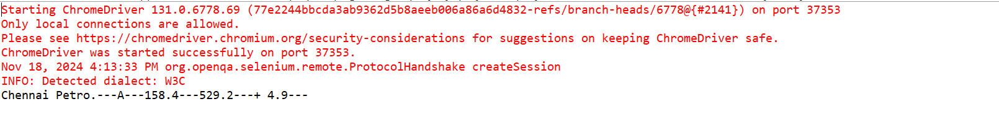 Starting ChromeDriver 131.0.6778.69 (77e2244bbcda3ab9362d5b8aeeb006a86a6d4832-refs/branch-heads/6778@{#2141}) on port 37353
Only local connections are allowed.
Please see https://chromedriver.chromium.org/security-considerations for suggestions on keeping ChromeDriver safe.
ChromeDriver was started successfully on port 37353.
Nov 18, 2024 4:13:33 PM org.openqa.selenium.remote.ProtocolHandshake createSession
INFO: Detected dialect: W3C
Chennai Petro.---A---158.4---529.2---+ 4.9---